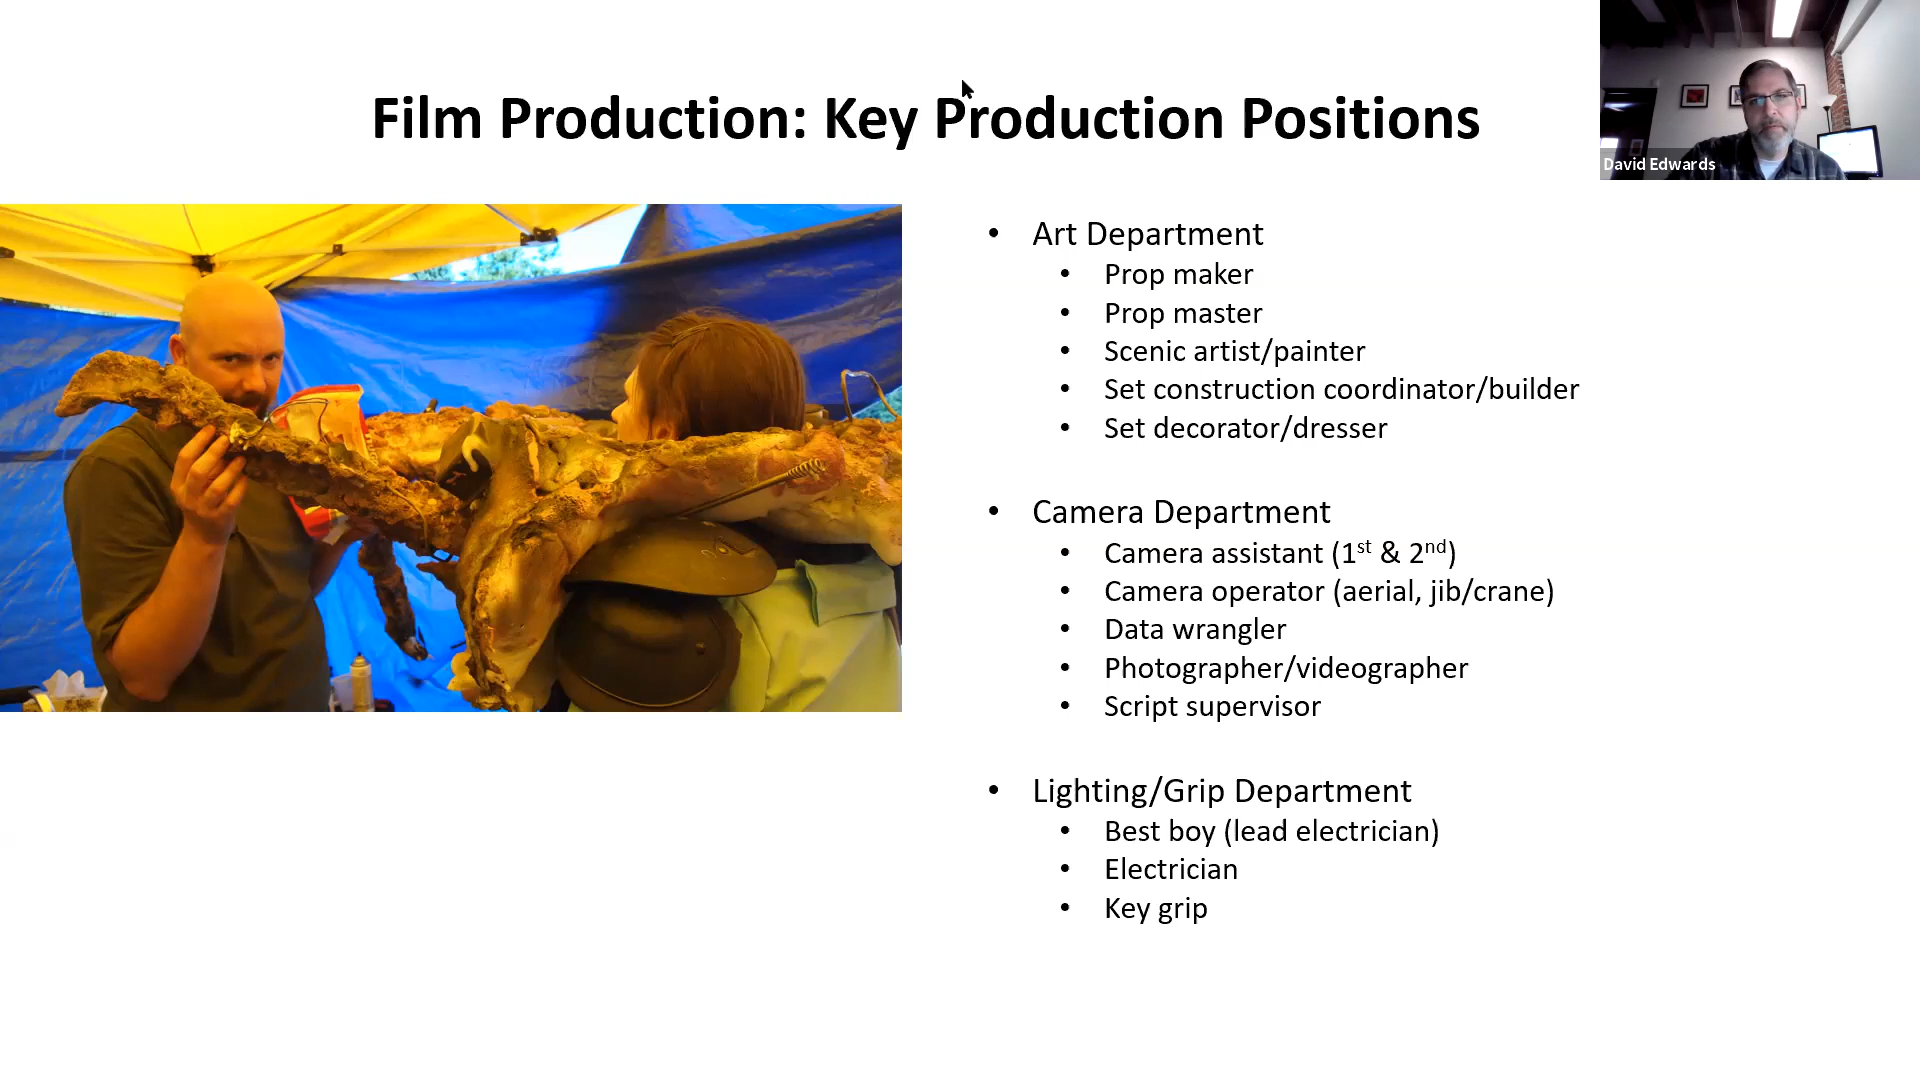 Film Production: Key Production Positions
David Edwards
• Art Department
• Prop maker
• Prop master
• Scenic artist/painter
• Set construction coordinator/builder
• Set decorator/dresser
• Camera Department
• Camera assistant (1st & 2nd)
• Camera operator (aerial, jib/crane)
• Data wrangler
• Photographer/videographer
• Script supervisor
• Lighting/Grip Department
• Best boy (lead electrician)
• Electrician
• Key grip